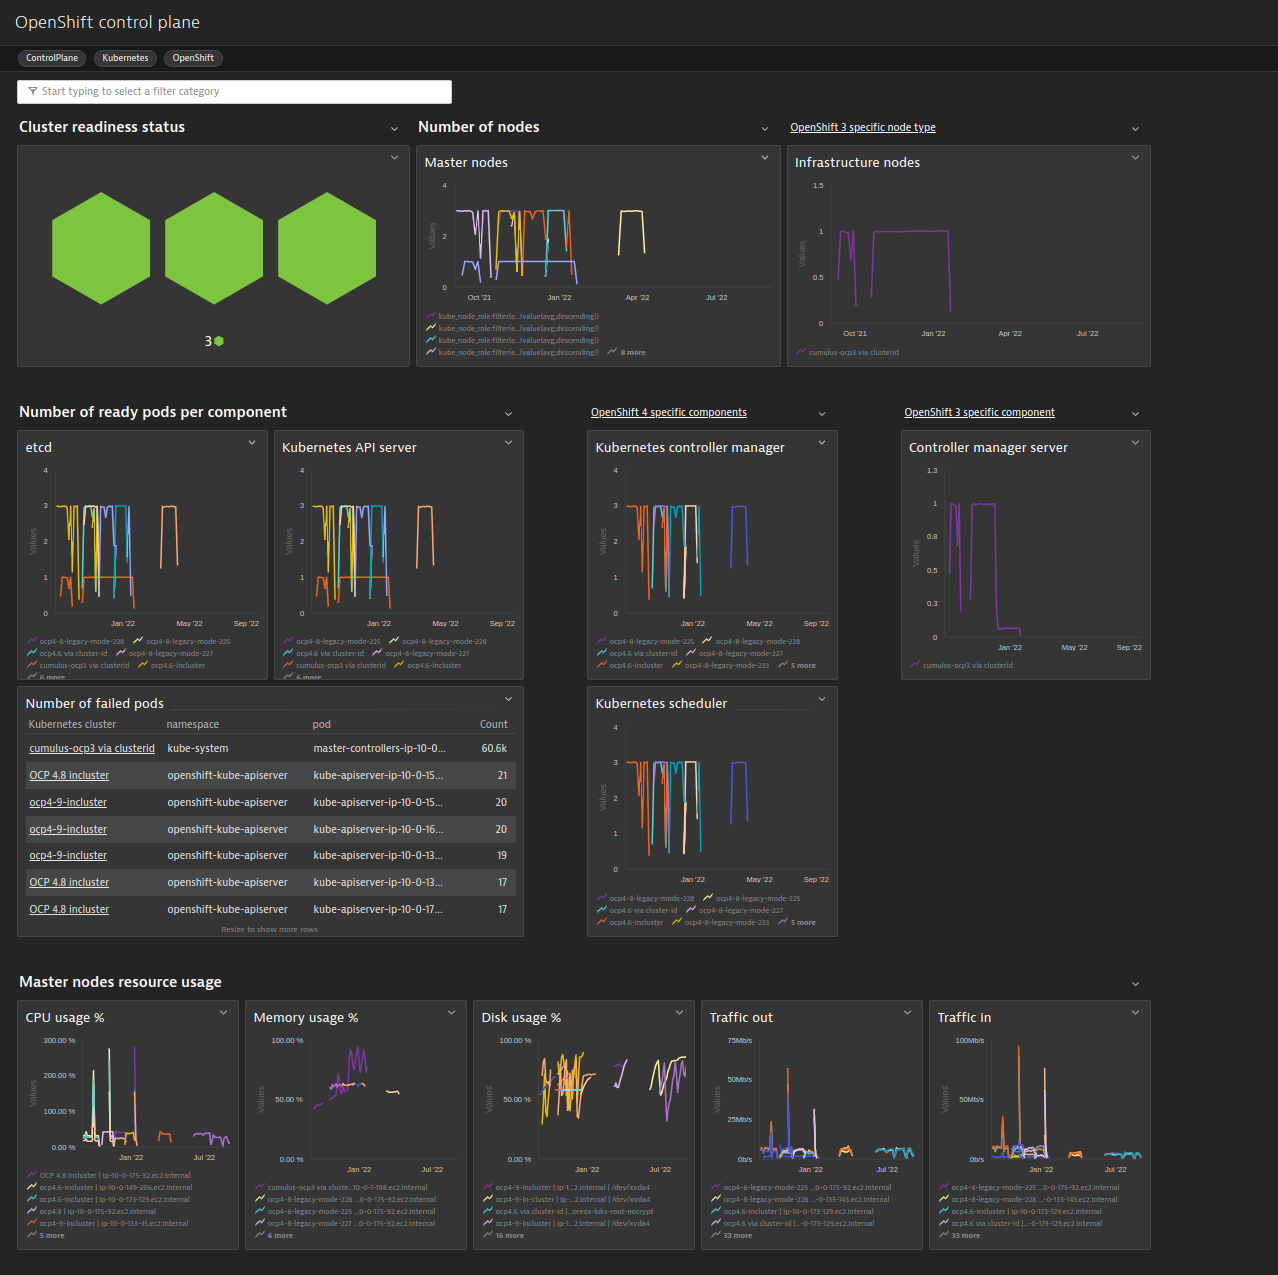 OpenShift control plane
ControlPlane Kubernetes OpenShift
Start typing to select a filter category
Cluster readiness status
3
Number of nodes
Master nodes
4
2
0
Values
Oct '21 Jan '22 Apr '22 Jul '22
kube_node_role:filter(e...(value(avg,descending))
kube_node_role:filter(e...(value(avg,descending))
kube_node_role:filter(e...(value(avg,descending))
kube_node_role:filter(e...(value(avg,descending)) 8 more
OpenShift 3 specific node type
Infrastructure nodes
1.5
1
0.5
0
Values
Oct '21 Jan '22 Apr '22 Jul '22
cumulus-ocp3 via clusterid
Number of ready pods per component
etcd
4
3
2
1
0
Values
Jan '22 May '22 Sep '22
ocp4-8-legacy-mode-228 ocp4-8-legacy-mode-225
ocp4.6 via cluster-id ocp4-8-legacy-mode-227
cumulus-ocp3 via clusterid ocp4.6-incluster
6 more
Kubernetes API server
4
3
2
1
0
Values
Jan '22 May '22 Sep '22
ocp4-8-legacy-mode-225 ocp4-8-legacy-mode-228
ocp4.6 via cluster-id ocp4-8-legacy-mode-227
cumulus-ocp3 via clusterid ocp4.6-incluster
6 more
OpenShift 4 specific components
Kubernetes controller manager
4
3
2
1
0
Values
Jan '22 May '22 Sep '22
ocp4-8-legacy-mode-225 ocp4-8-legacy-mode-228
ocp4.6 via cluster-id ocp4-8-legacy-mode-227
ocp4.6-incluster ocp4-8-legacy-mode-233 5 more
OpenShift 3 specific component
Controller manager server
1.3
1
0.8
0.5
0.3
0
Values
Jan '22 May '22 Sep '22
cumulus-ocp3 via clusterid
Number of failed pods
Kubernetes cluster namespace pod Count
cumulus-ocp3 via clusterid kube-system master-controllers-ip-10-0... 60.6k
OCP 4.8 incluster openshift-kube-apiserver kube-apiserver-ip-10-0-15... 21
ocp4-9-incluster openshift-kube-apiserver kube-apiserver-ip-10-0-15... 20
ocp4-9-incluster openshift-kube-apiserver kube-apiserver-ip-10-0-16... 20
ocp4-9-incluster openshift-kube-apiserver kube-apiserver-ip-10-0-13... 19
OCP 4.8 incluster openshift-kube-apiserver kube-apiserver-ip-10-0-13... 17
OCP 4.8 incluster openshift-kube-apiserver kube-apiserver-ip-10-0-17... 17
Resize to show more rows
Kubernetes scheduler
4
3
2
1
0
Values
Jan '22 May '22 Sep '22
ocp4-8-legacy-mode-228 ocp4-8-legacy-mode-225
ocp4.6 via cluster-id ocp4-8-legacy-mode-227
ocp4.6-incluster ocp4-8-legacy-mode-233 5 more
Master nodes resource usage
CPU usage %
300.00 %
200.00 %
100.00 %
0.00 %
Values
Jan '22 Jul '22
OCP 4.8 incluster | ip-10-0-175-92.ec2.internal
ocp4.6-incluster | ip-10-0-149-206.ec2.internal
ocp4.6-incluster | ip-10-0-173-129.ec2.internal
ocp4.8 | ip-10-0-175-92.ec2.internal
ocp4-9-incluster | ip-10-0-133-35.ec2.internal
5 more
Memory usage %
100.00 %
50.00 %
0.00 %
Values
Jan '22 Jul '22
cumulus-ocp3 via cluste...10-0-1-198.ec2.internal
ocp4-8-legacy-mode-228 ...0-0-175-92.ec2.internal
ocp4-8-legacy-mode-225 ...0-0-175-92.ec2.internal
ocp4-8-legacy-mode-227 ...0-0-175-92.ec2.internal
6 more
Disk usage %
100.00 %
50.00 %
0.00 %
Values
Jan '22 Jul '22
ocp4-9-incluster | ip-1...2.internal | /dev/xvda4
ocp4-9-in-cluster | ip-...2.internal | /dev/xvda4
ocp4.6 via cluster-id |...oreos-luks-root-nocrypt
ocp4-9-incluster | ip-1...2.internal | /dev/xvda4
16 more
Traffic out
75Mb/s
50Mb/s
25Mb/s
0b/s
Values
Jan '22 Jul '22
ocp4-8-legacy-mode-225 ...0-0-175-92.ec2.internal
ocp4-8-legacy-mode-228 ...-0-133-143.ec2.internal
ocp4.6-incluster | ip-10-0-173-129.ec2.internal
ocp4.6 via cluster-id |...-0-173-129.ec2.internal
33 more
Traffic in
100Mb/s
50Mb/s
0b/s
Values
Jan '22 Jul '22
ocp4-8-legacy-mode-225 ...0-0-175-92.ec2.internal
ocp4-8-legacy-mode-228 ...-0-133-143.ec2.internal
ocp4.6-incluster | ip-10-0-173-129.ec2.internal
ocp4.6 via cluster-id |...-0-173-129.ec2.internal
33 more